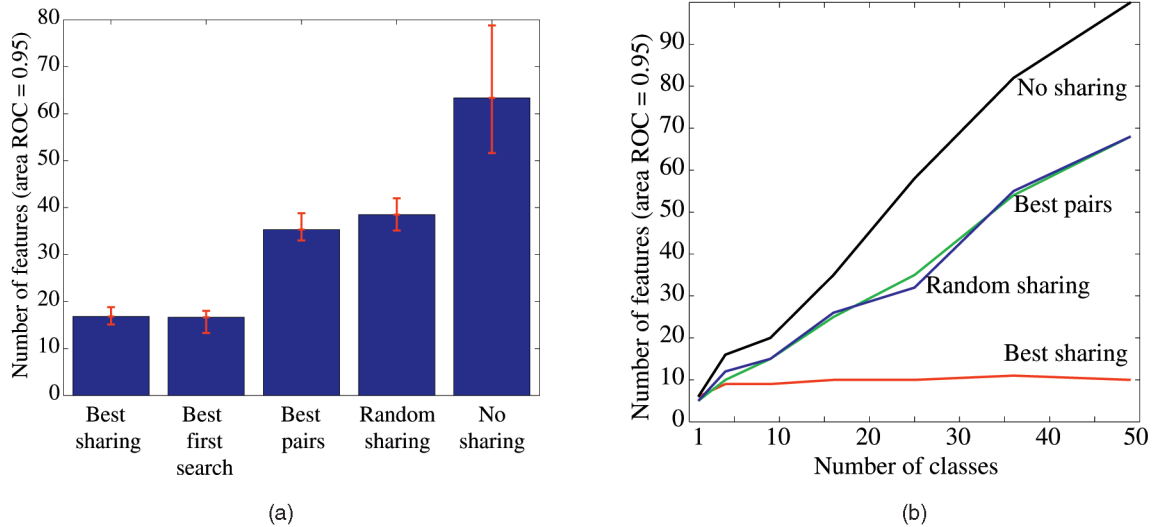 Number of features (area ROC = 0.95)
80
70
60
50
40
30
20
10
0
Best sharing
Best first search
Best pairs
Random sharing
No sharing
(a)
Number of features (area ROC = 0.95)
90
80
70
60
50
40
30
20
10
0
No sharing
Best pairs
Random sharing
Best sharing
1
10
20
30
40
50
Number of classes
(b)